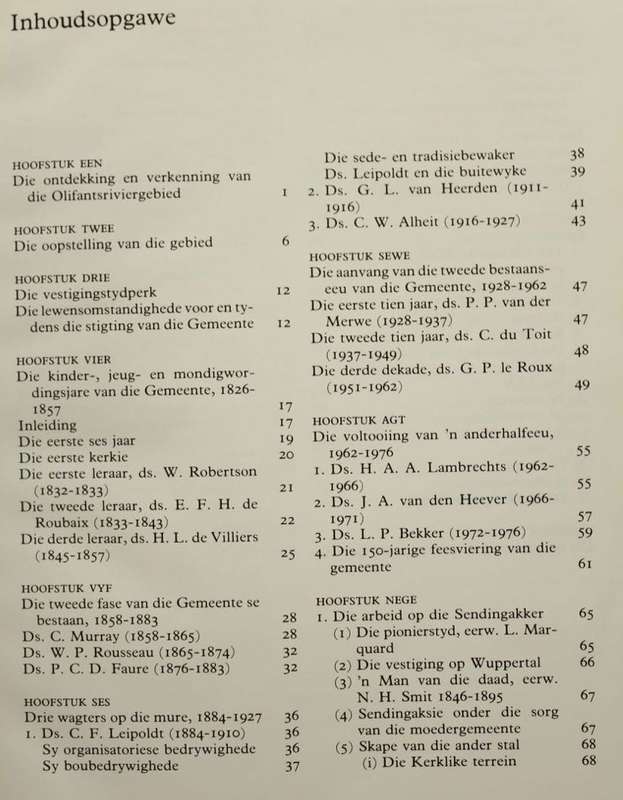 Inhoudsopgawe
HOOFSTUK EEN
Die ontdekking en verkenning van
die Olifantsriviergebied 1
HOOFSTUK TWEE
Die oopstelling van die gebied 6
HOOFSTUK DRIE
Die vestigingstydperk 12
Die lewensomstandighede voor en ty-
dens die stigting van die Gemeente 12
HOOFSTUK VIER
Die kinder-, jeug- en mondigwor-
dingsjare van die Gemeente, 1826-
1857 17
Inleiding 17
Die eerste ses jaar 19
Die eerste kerkie 20
Die eerste leraar, ds. W. Robertson
(1832-1833) 21
Die tweede leraar, ds. E. F. H. de
Roubaix (1833-1843) 22
Die derde leraar, ds. H. L. de Villiers
(1845-1857) 25
HOOFSTUK VYF
Die tweede fase van die Gemeente se
bestaan, 1858-1883 28
Ds. C. Murray (1858-1865) 28
Ds. W. P. Rousseau (1865-1874) 32
Ds. P. C. D. Faure (1876-1883) 32
HOOFSTUK SES
Drie wagters op die mure, 1884-1927 36
1. Ds. C. F. Leipoldt (1884-1910) 36
Sy organisatoriese bedrywighede 36
Sy boubedrywighede 37
Die sede- en tradisiebewaker 38
Ds. Leipoldt en die buitewyke 39
2. Ds. G. L. van Heerden (1911-
1916) 41
3. Ds. C. W. Alheit (1916-1927) 43
HOOFSTUK SEWE
Die aanvang van die tweede bestaans-
eeu van die Gemeente, 1928-1962 47
Die eerste tien jaar, ds. P. P. van der
Merwe (1928-1937) 47
Die tweede tien jaar, ds. C. du Toit
(1937-1949) 48
Die derde dekade, ds. G. P. le Roux
(1951-1962) 49
HOOFSTUK AGT
Die voltooiing van 'n anderhalfeeu,
1962-1976 55
1. Ds. H. A. A. Lambrechts (1962-
1966) 55
2. Ds. J. A. van den Heever (1966-
1971) 57
3. Ds. L. P. Bekker (1972-1976) 59
4. Die 150-jarige feesviering van die
gemeente 61
HOOFSTUK NEGE
1. Die arbeid op die Sendingakker 65
(1) Die pionierstyd, eerw. L. Mar-
quard 65
(2) Die vestiging op Wuppertal 66
(3) 'n Man van die daad, eerw.
N. H. Smit 1846-1895 67
(4) Sendingaksie onder die sorg
van die moedergemeente 67
(5) Skape van die ander stal 68
(i) Die Kerklike terrein 68